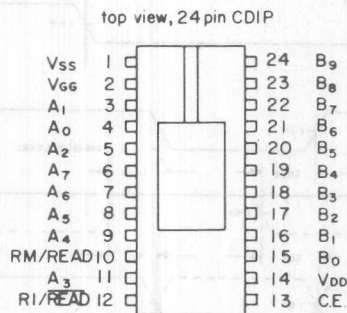 top view, 24 pin CDIP
VSS 1 24 B9
VGG 2 23 B8
A1 3 22 B7
A0 4 21 B6
A2 5 20 B5
A7 6 19 B4
A6 7 18 B3
A5 8 17 B2
A4 9 16 B1
RM/READ 10 15 B0
A3 11 14 VDD
RI/R̅E̅A̅D̅ 12 13 C.E.